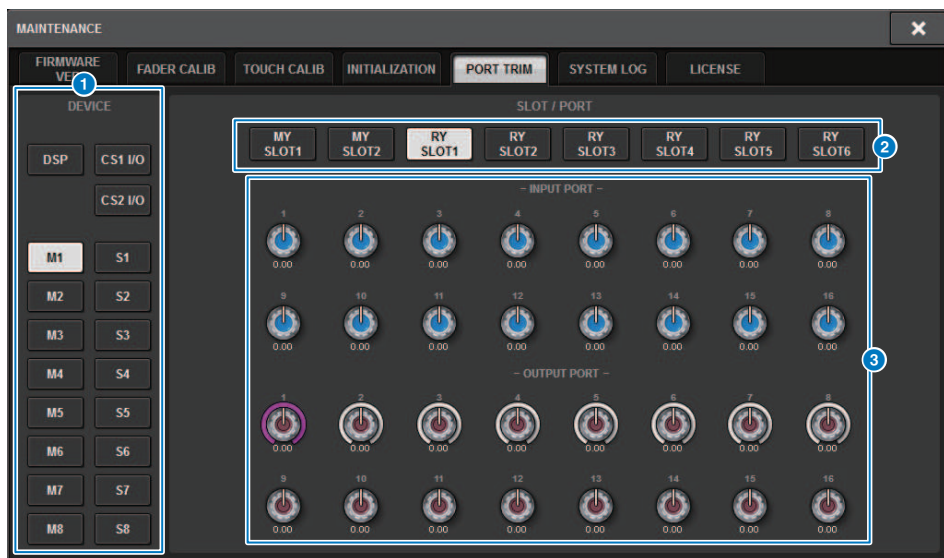 MAINTENANCE
FIRMWARE
FADER CALIB TOUCH CALIB INITIALIZATION PORT TRIM SYSTEM LOG LICENSE
1
DEVICE
SLOT / PORT
DSP CS1 I/O
CS2 I/O
M1 S1
M2 S2
M3 S3
M4 S4
M5 S5
M6 S6
M7 S7
M8 S8
MY SLOT1 MY SLOT2 RY SLOT1 RY SLOT2 RY SLOT3 RY SLOT4 RY SLOT5 RY SLOT6
2
– INPUT PORT –
1 2 3 4 5 6 7 8
0.00 0.00 0.00 0.00 0.00 0.00 0.00 0.00
9 10 11 12 13 14 15 16
0.00 0.00 0.00 0.00 0.00 0.00 0.00 0.00
3
– OUTPUT PORT –
1 2 3 4 5 6 7 8
0.00 0.00 0.00 0.00 0.00 0.00 0.00 0.00
9 10 11 12 13 14 15 16
0.00 0.00 0.00 0.00 0.00 0.00 0.00 0.00